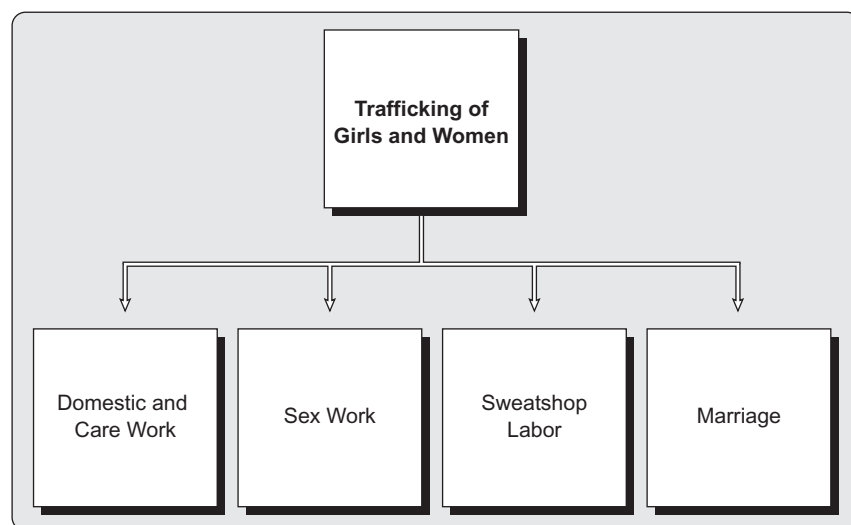 Trafficking of
Girls and Women
Domestic and
Care Work
Sex Work
Sweatshop
Labor
Marriage